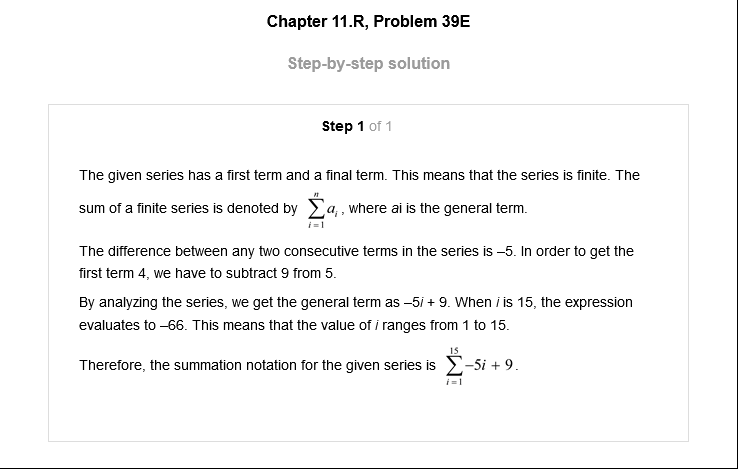 Chapter 11.R, Problem 39E
Step-by-step solution
Step 1 of 1
The given series has a first term and a final term. This means that the series is finite. The
sum of a finite series is denoted by $\sum_{i=1}^{n} a_i$, where ai is the general term.
The difference between any two consecutive terms in the series is –5. In order to get the
first term 4, we have to subtract 9 from 5.
By analyzing the series, we get the general term as –5i + 9. When i is 15, the expression
evaluates to –66. This means that the value of i ranges from 1 to 15.
Therefore, the summation notation for the given series is $\sum_{i=1}^{15} -5i + 9$.